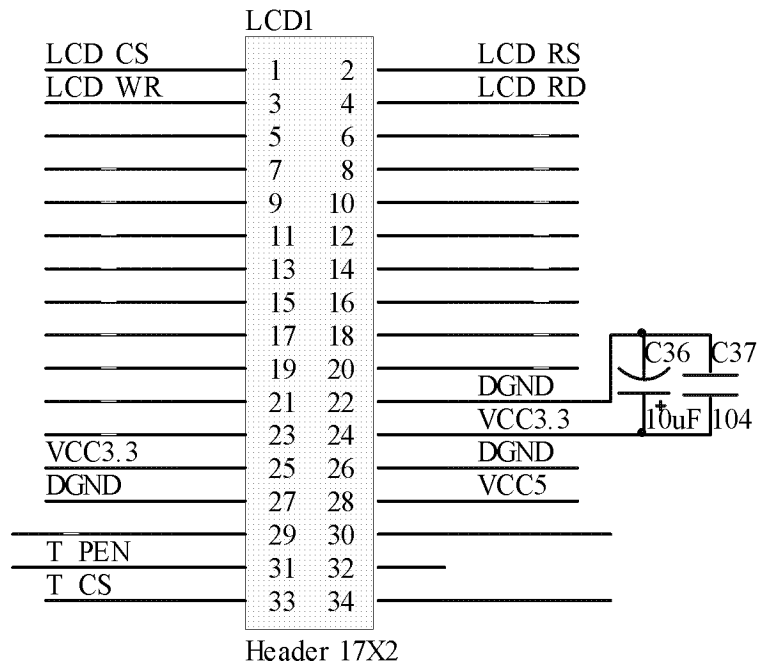 LCD1
LCD CS 1 2 LCD RS
LCD WR 3 4 LCD RD
5 6
7 8
9 10
11 12
13 14
15 16
17 18
19 20
C36 C37
21 22 DGND
10uF 104
23 24 VCC3.3
VCC3.3 25 26 DGND
DGND 27 28 VCC5
29 30
T PEN 31 32
T CS 33 34
Header 17X2